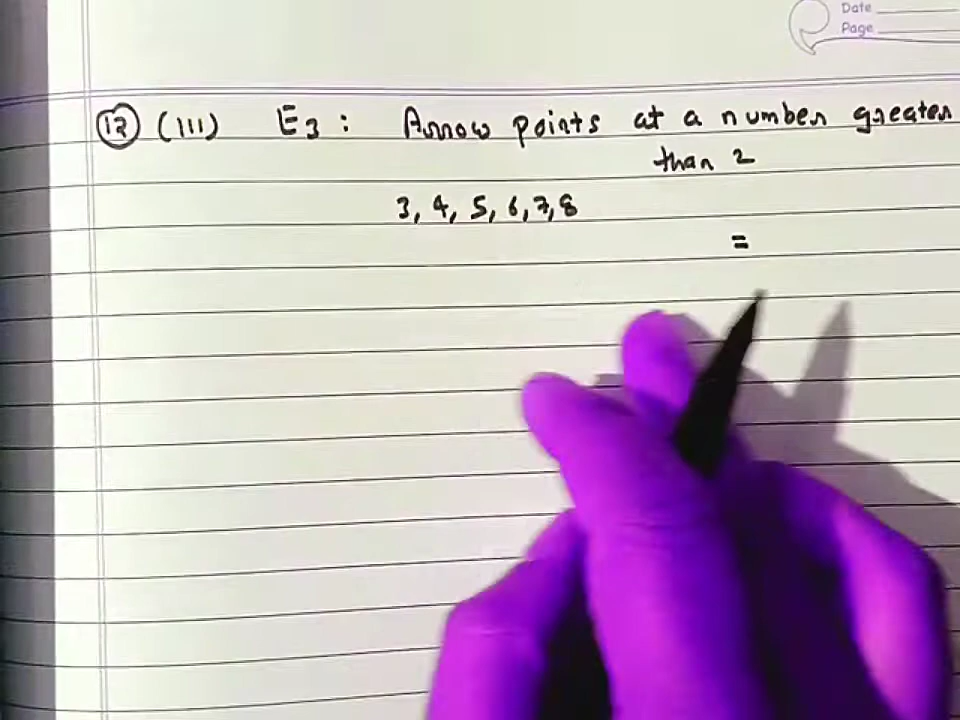 Date
Page
12 (III) E3 : Arrow points at a number greater
than 2
3, 4, 5, 6, 7, 8
=